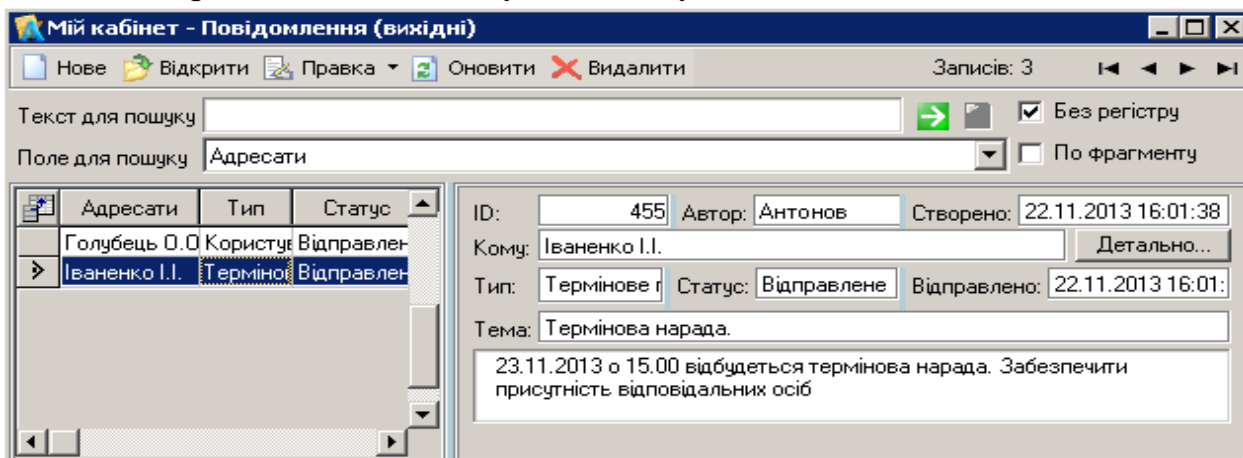 Мій кабінет - Повідомлення (вихідні)
Нове Відкрити Правка Оновити Видалити Записів: 3
Текст для пошуку Без регістру
Поле для пошуку Адресати По фрагменту
Адресати Тип Статус
Голубець О.О Користув Відправлен
Іваненко І.І. Терміно Відправлен
ID: 455 Автор: Антонов Створено: 22.11.2013 16:01:38
Кому: Іваненко І.І. Детально...
Тип: Термінове г Статус: Відправлене Відправлено: 22.11.2013 16:01:
Тема: Термінова нарада.
23.11.2013 о 15.00 відбудеться термінова нарада. Забезпечити
присутність відповідальних осіб